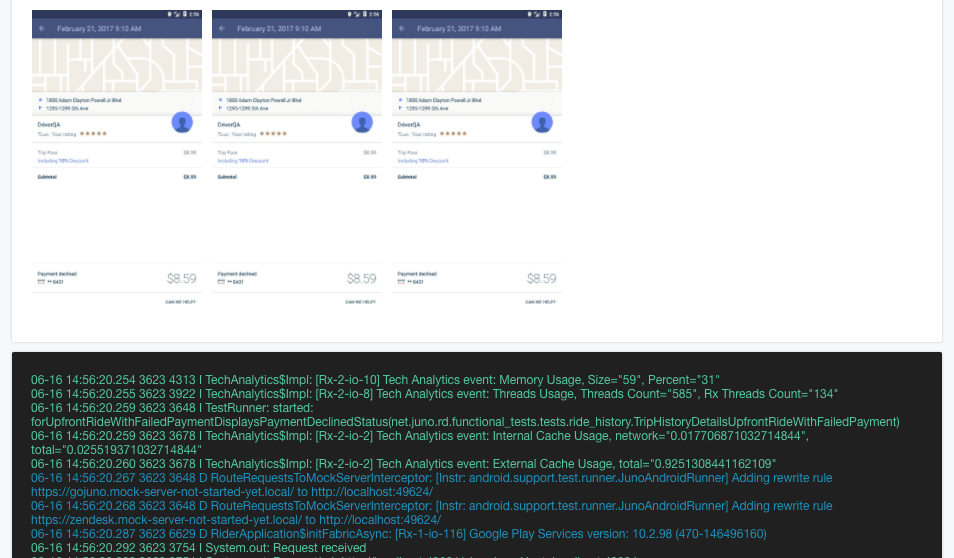 2:56 2:56 2:56
February 21, 2017 9:10 AM February 21, 2017 9:10 AM February 21, 2017 9:10 AM
1800 Adam Clayton Powell Jr Blvd 1800 Adam Clayton Powell Jr Blvd 1800 Adam Clayton Powell Jr Blvd
1295-1299 5th Ave 1295-1299 5th Ave 1295-1299 5th Ave
DriverQA DriverQA DriverQA
Your rating ★★★★★ Your rating ★★★★★ Your rating ★★★★★
Trip Fare $8.59 Trip Fare $8.59 Trip Fare $8.59
Including 10% Discount Including 10% Discount Including 10% Discount
Subtotal $8.59 Subtotal $8.59 Subtotal $8.59
Payment declined $8.59 Payment declined $8.59 Payment declined $8.59
** 8431 ** 8431 ** 8431
CAN WE HELP? CAN WE HELP? CAN WE HELP?
06-16 14:56:20.254 3623 4313 I TechAnalytics$Impl: [Rx-2-io-10] Tech Analytics event: Memory Usage, Size="59", Percent="31"
06-16 14:56:20.255 3623 3922 I TechAnalytics$Impl: [Rx-2-io-8] Tech Analytics event: Threads Usage, Threads Count="585", Rx Threads Count="134"
06-16 14:56:20.259 3623 3648 I TestRunner: started:
forUpfrontRideWithFailedPaymentDisplaysPaymentDeclinedStatus(net.juno.rd.functional_tests.tests.ride_history.TripHistoryDetailsUpfrontRideWithFailedPayment)
06-16 14:56:20.259 3623 3678 I TechAnalytics$Impl: [Rx-2-io-2] Tech Analytics event: Internal Cache Usage, network="0.017706871032714844",
total="0.025519371032714844"
06-16 14:56:20.260 3623 3678 I TechAnalytics$Impl: [Rx-2-io-2] Tech Analytics event: External Cache Usage, total="0.9251308441162109"
06-16 14:56:20.267 3623 3648 D RouteRequestsToMockServerInterceptor: [Instr: android.support.test.runner.JunoAndroidRunner] Adding rewrite rule
https://gojuno.mock-server-not-started-yet.local/ to http://localhost:49624/
06-16 14:56:20.268 3623 3648 D RouteRequestsToMockServerInterceptor: [Instr: android.support.test.runner.JunoAndroidRunner] Adding rewrite rule
https://zendesk.mock-server-not-started-yet.local/ to http://localhost:49624/
06-16 14:56:20.287 3623 6629 D RiderApplication$initFabricAsync: [Rx-1-io-116] Google Play Services version: 10.2.98 (470-146496160)
06-16 14:56:20.292 3623 3754 I System.out: Request received